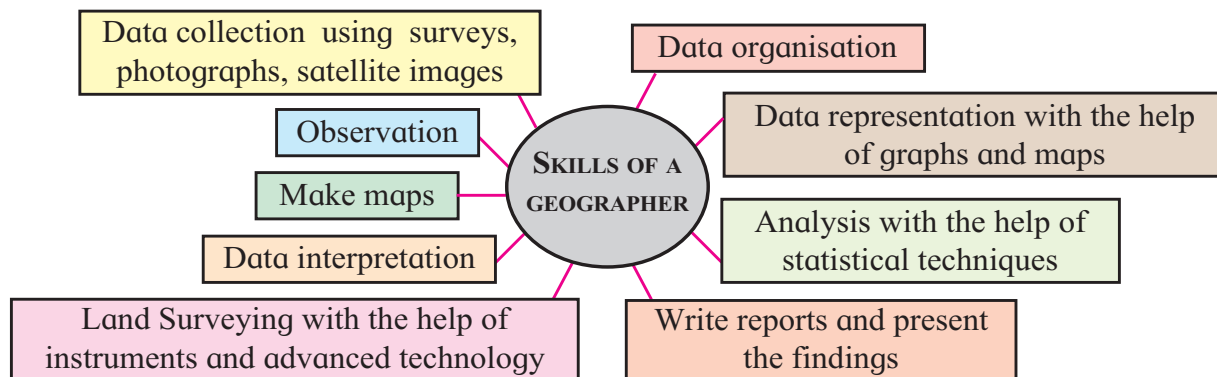 Data collection using surveys,
photographs, satellite images
Data organisation
Observation
Data representation with the help
of graphs and maps
SKILLS OF A
GEOGRAPHER
Make maps
Analysis with the help of
statistical techniques
Data interpretation
Land Surveying with the help of
instruments and advanced technology
Write reports and present
the findings